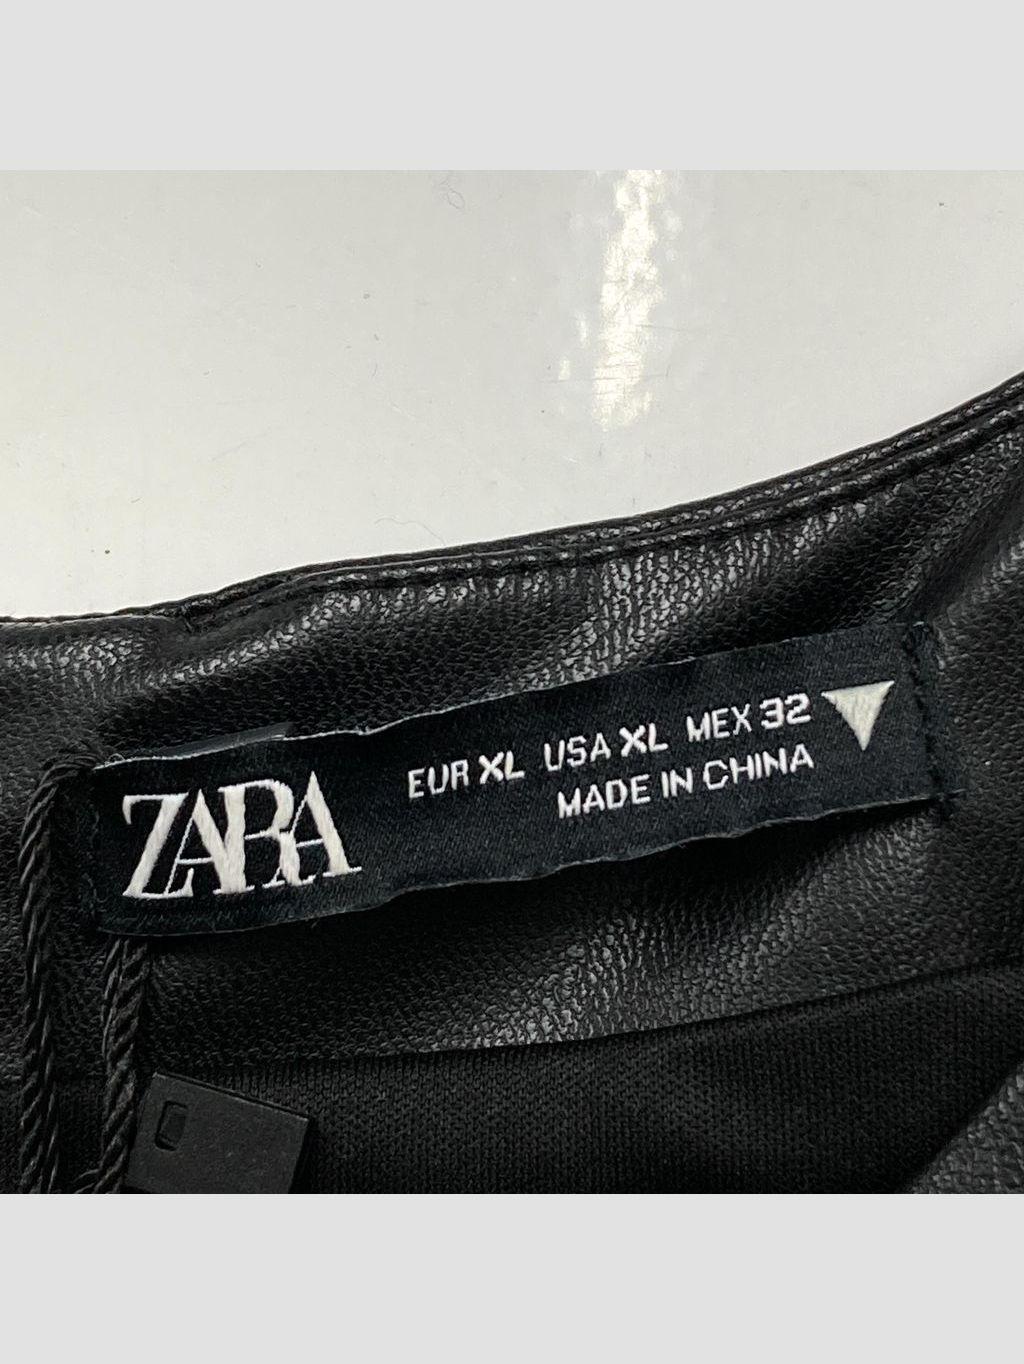 ZARA
EUR XL USA XL MEX 32
MADE IN CHINA